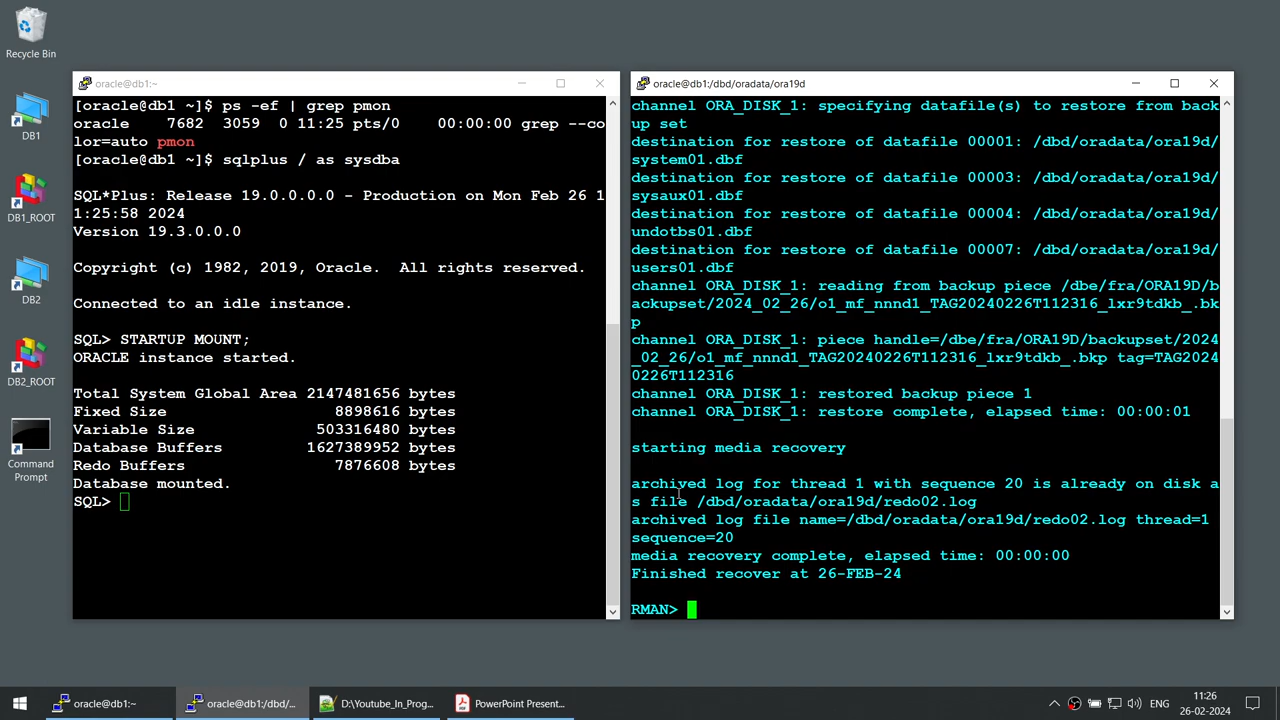 Recycle Bin
DB1
DB1_ROOT
DB2
DB2_ROOT
Command
Prompt
oracle@db1:~
[oracle@db1 ~]$ ps -ef | grep pmon
oracle    7682  3059  0 11:25 pts/0    00:00:00 grep --co
lor=auto pmon
[oracle@db1 ~]$ sqlplus / as sysdba
SQL*Plus: Release 19.0.0.0.0 - Production on Mon Feb 26 1
1:25:58 2024
Version 19.3.0.0.0
Copyright (c) 1982, 2019, Oracle.  All rights reserved.
Connected to an idle instance.
SQL> STARTUP MOUNT;
ORACLE instance started.
Total System Global Area 2147481656 bytes
Fixed Size                  8898616 bytes
Variable Size             503316480 bytes
Database Buffers         1627389952 bytes
Redo Buffers                7876608 bytes
Database mounted.
SQL>
oracle@db1:/dbd/oradata/ora19d
channel ORA_DISK_1: specifying datafile(s) to restore from back
up set
destination for restore of datafile 00001: /dbd/oradata/ora19d/
system01.dbf
destination for restore of datafile 00003: /dbd/oradata/ora19d/
sysaux01.dbf
destination for restore of datafile 00004: /dbd/oradata/ora19d/
undotbs01.dbf
destination for restore of datafile 00007: /dbd/oradata/ora19d/
users01.dbf
channel ORA_DISK_1: reading from backup piece /dbe/fra/ORA19D/b
ackupset/2024_02_26/o1_mf_nnnd1_TAG20240226T112316_lxr9tdkb_.bk
p
channel ORA_DISK_1: piece handle=/dbe/fra/ORA19D/backupset/2024
_02_26/o1_mf_nnnd1_TAG20240226T112316_lxr9tdkb_.bkp tag=TAG2024
0226T112316
channel ORA_DISK_1: restored backup piece 1
channel ORA_DISK_1: restore complete, elapsed time: 00:00:01
starting media recovery
archived log for thread 1 with sequence 20 is already on disk a
s file /dbd/oradata/ora19d/redo02.log
archived log file name=/dbd/oradata/ora19d/redo02.log thread=1
sequence=20
media recovery complete, elapsed time: 00:00:00
Finished recover at 26-FEB-24
RMAN>
oracle@db1:~
oracle@db1:/dbd/...
D:\Youtube_In_Prog...
PowerPoint Present...
ENG
11:26
26-02-2024